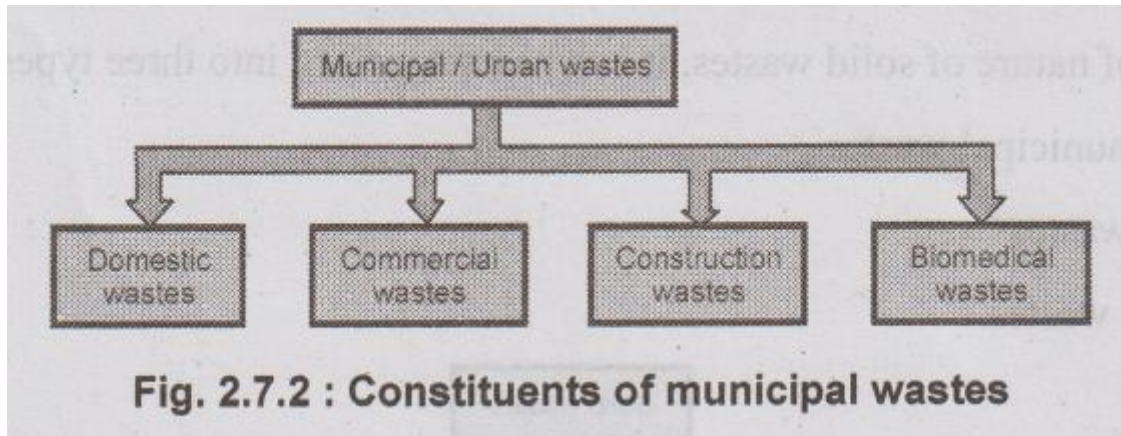 Municipal / Urban wastes
Domestic
wastes
Commercial
wastes
Construction
wastes
Biomedical
wastes
Fig. 2.7.2 : Constituents of municipal wastes